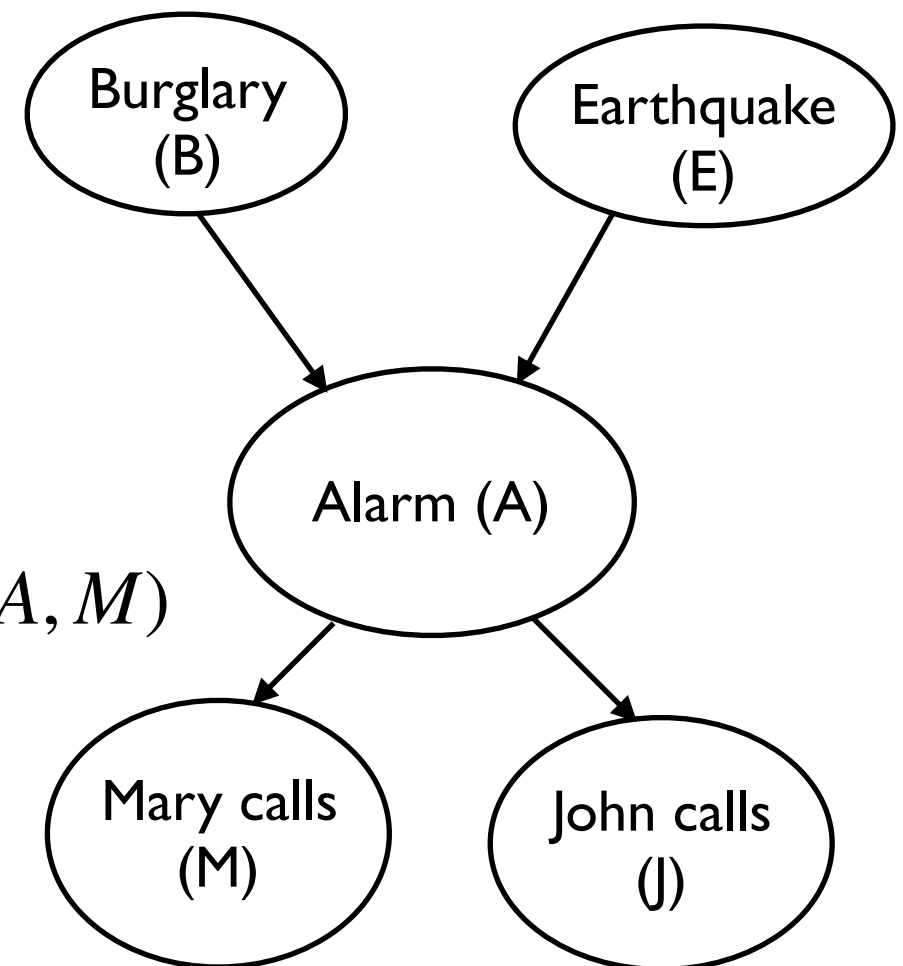 Burglary
(B)
Earthquake
(E)
Alarm (A)
A, M)
Mary calls
(M)
John calls
(J)